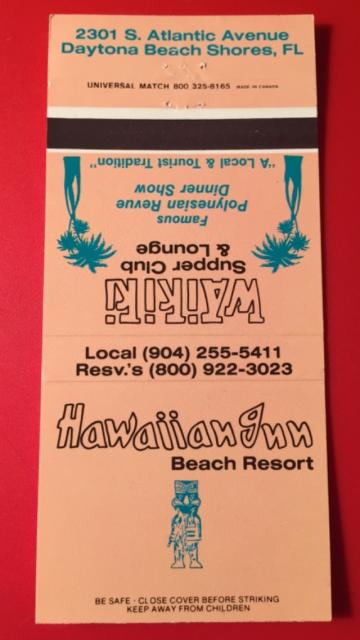 2301 S. Atlantic Avenue
Daytona Beach Shores, FL
UNIVERSAL MATCH 800 325-8165 MADE IN CANADA
WAiKiKi
Supper Club
& Lounge
Famous
Polynesian Revue
Dinner Show
"A Local & Tourist Tradition"
Local (904) 255-5411
Resv.'s (800) 922-3023
Hawaiian Inn
Beach Resort
BE SAFE - CLOSE COVER BEFORE STRIKING
KEEP AWAY FROM CHILDREN